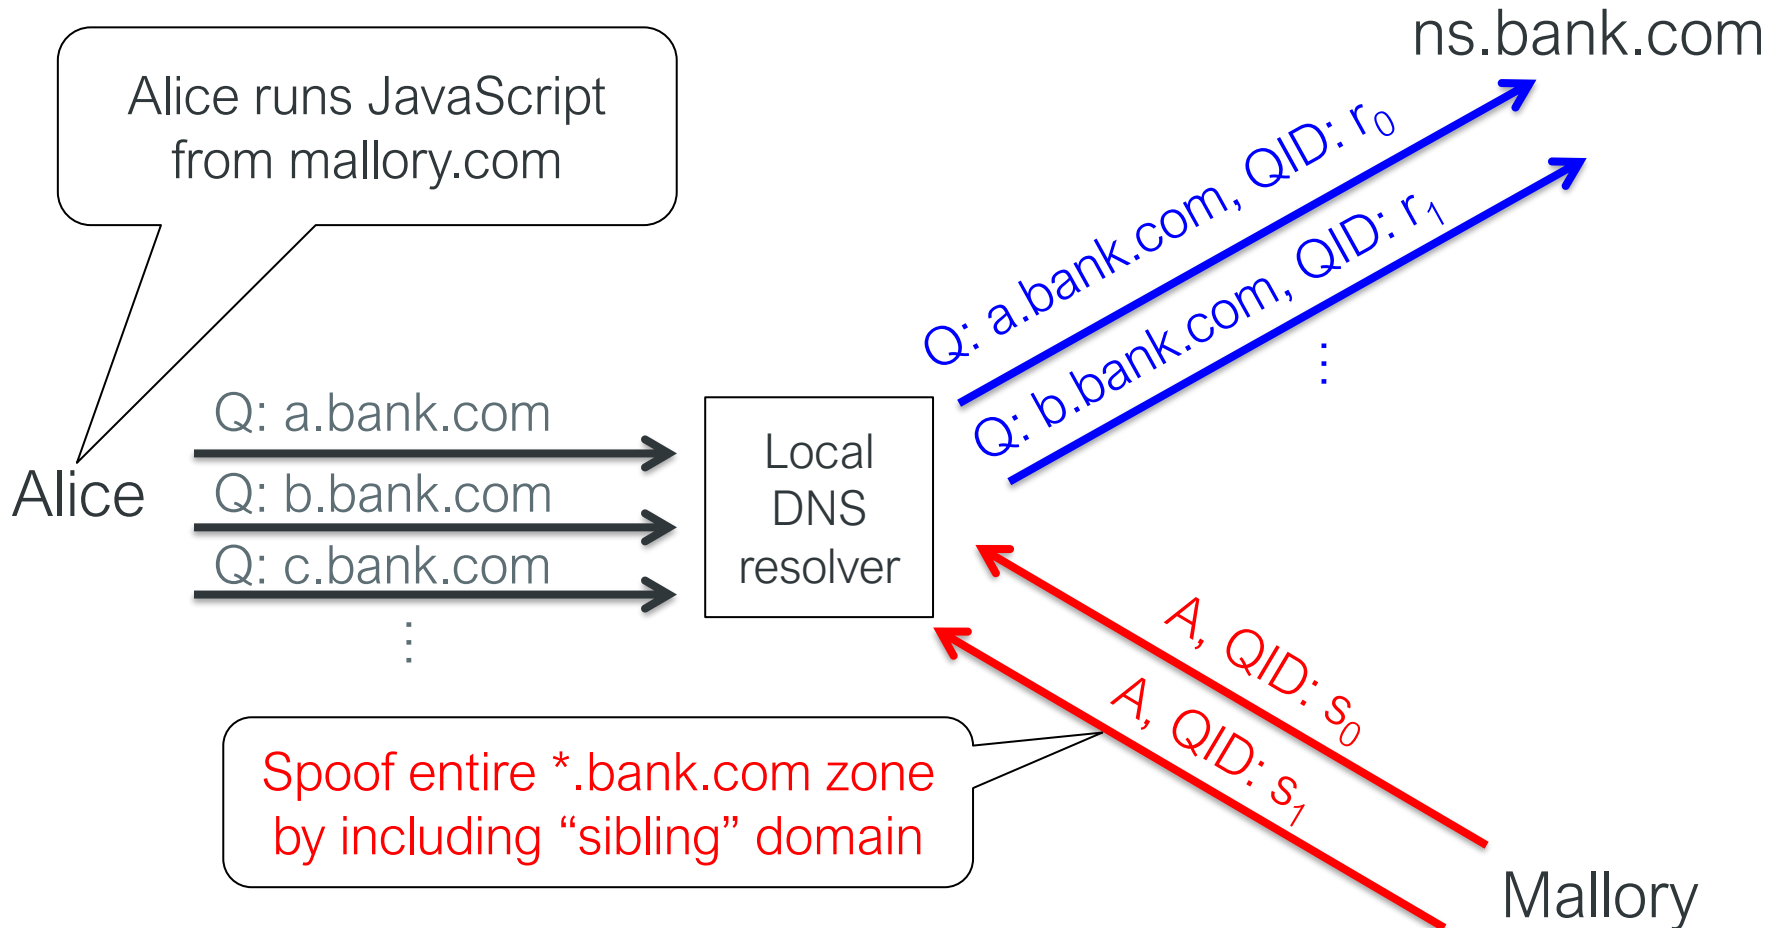 ns.bank.com
Alice runs JavaScript
from mallory.com
Q: a.bank.com, QID: r₀
Q: b.bank.com, QID: r₁
⋮
Q: a.bank.com
Q: b.bank.com
Q: c.bank.com
⋮
Alice
Local
DNS
resolver
A, QID: s₀
A, QID: s₁
Spoof entire *.bank.com zone
by including “sibling” domain
Mallory